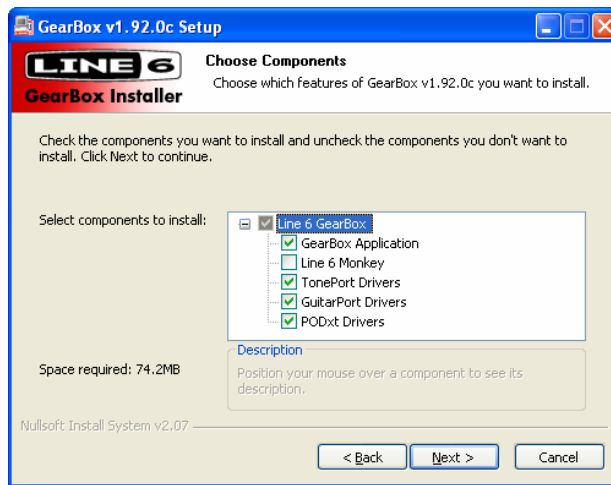 GearBox v1.92.0c Setup
LINE 6
GearBox Installer
Choose Components
Choose which features of GearBox v1.92.0c you want to install.
Check the components you want to install and uncheck the components you don't want to
install. Click Next to continue.
Select components to install:
Line 6 GearBox
GearBox Application
Line 6 Monkey
TonePort Drivers
GuitarPort Drivers
PODxt Drivers
Space required: 74.2MB
Description
Position your mouse over a component to see its
description.
Nullsoft Install System v2.07
< Back
Next >
Cancel